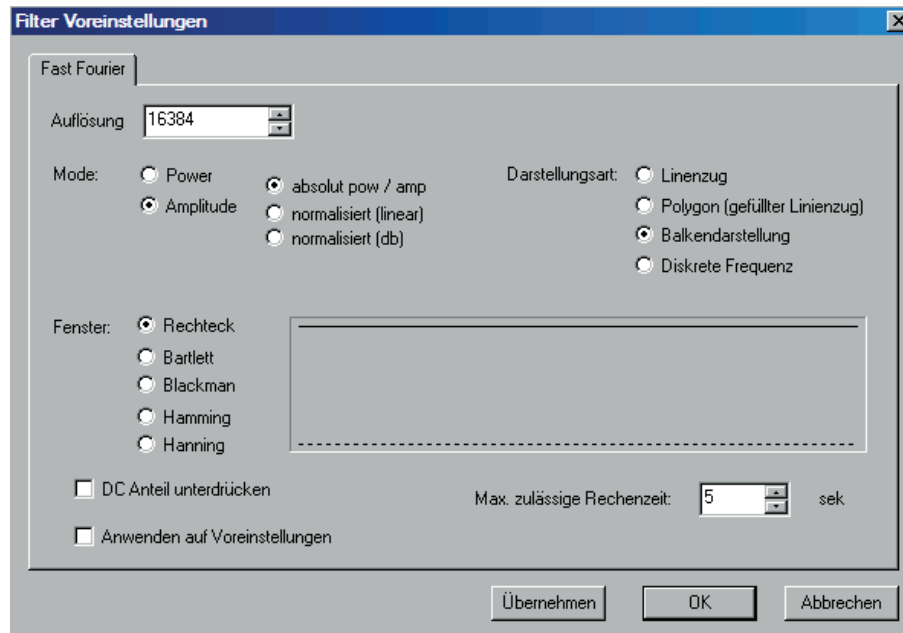 Filter Voreinstellungen
Fast Fourier
Auflösung 16384
Mode:
Power
Amplitude
absolut pow / amp
normalisiert (linear)
normalisiert (db)
Darstellungsart:
Linenzug
Polygon (gefüllter Linienzug)
Balkendarstellung
Diskrete Frequenz
Fenster:
Rechteck
Bartlett
Blackman
Hamming
Hanning
DC Anteil unterdrücken
Max. zulässige Rechenzeit: 5 sek
Anwenden auf Voreinstellungen
Übernehmen
OK
Abbrechen